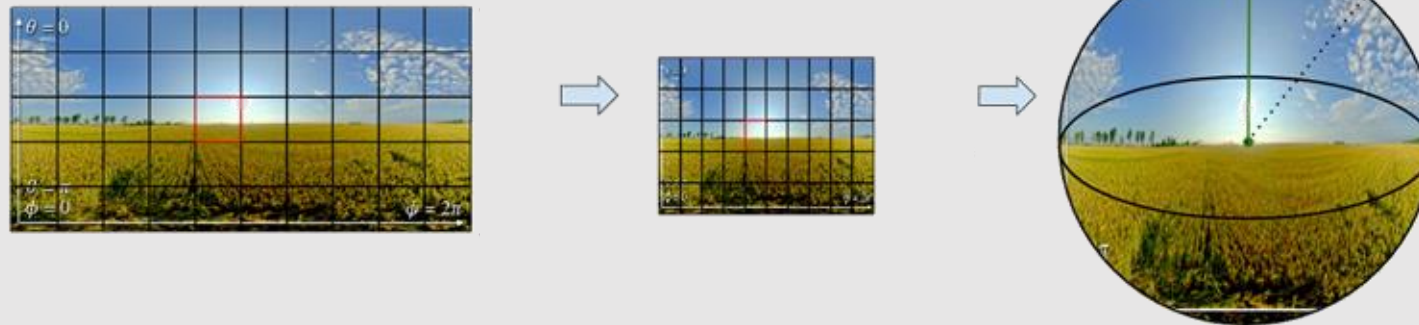 θ = 0
θ = π
ϕ = 0
ϕ = 2π
π